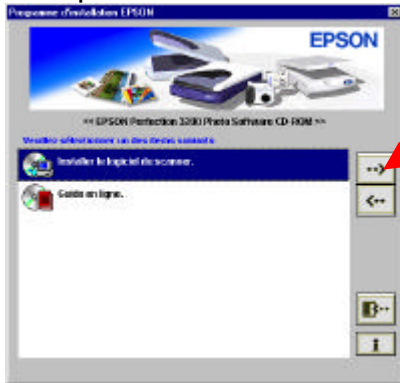 Programme d'installation EPSON
EPSON
<< EPSON Perfection 3200 Photo Software CD-ROM >>
Veuillez sélectionner un des items suivants
Installer le logiciel du scanner.
Guide en ligne.